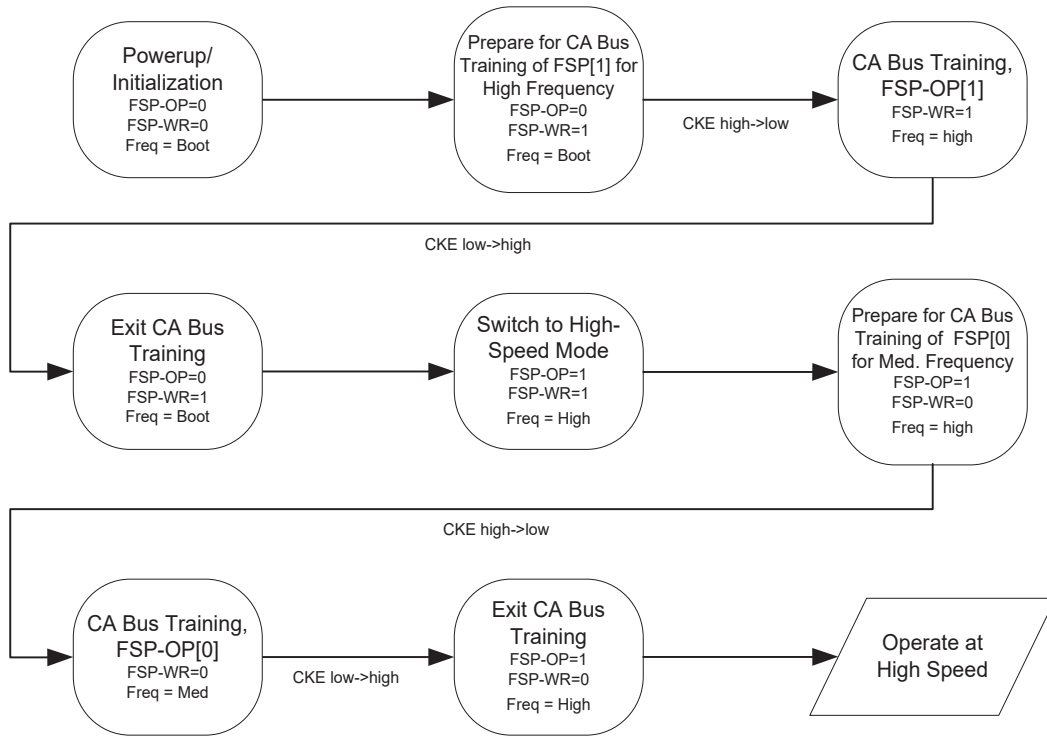 Powerup/
Initialization
FSP-OP=0
FSP-WR=0
Freq = Boot
Prepare for CA Bus
Training of FSP[1] for
High Frequency
FSP-OP=0
FSP-WR=1
Freq = Boot
CKE high->low
CA Bus Training,
FSP-OP[1]
FSP-WR=1
Freq = high
CKE low->high
Exit CA Bus
Training
FSP-OP=0
FSP-WR=1
Freq = Boot
Switch to High-
Speed Mode
FSP-OP=1
FSP-WR=1
Freq = High
Prepare for CA Bus
Training of FSP[0]
for Med. Frequency
FSP-OP=1
FSP-WR=0
Freq = high
CKE high->low
CA Bus Training,
FSP-OP[0]
FSP-WR=0
Freq = Med
CKE low->high
Exit CA Bus
Training
FSP-OP=1
FSP-WR=0
Freq = High
Operate at
High Speed